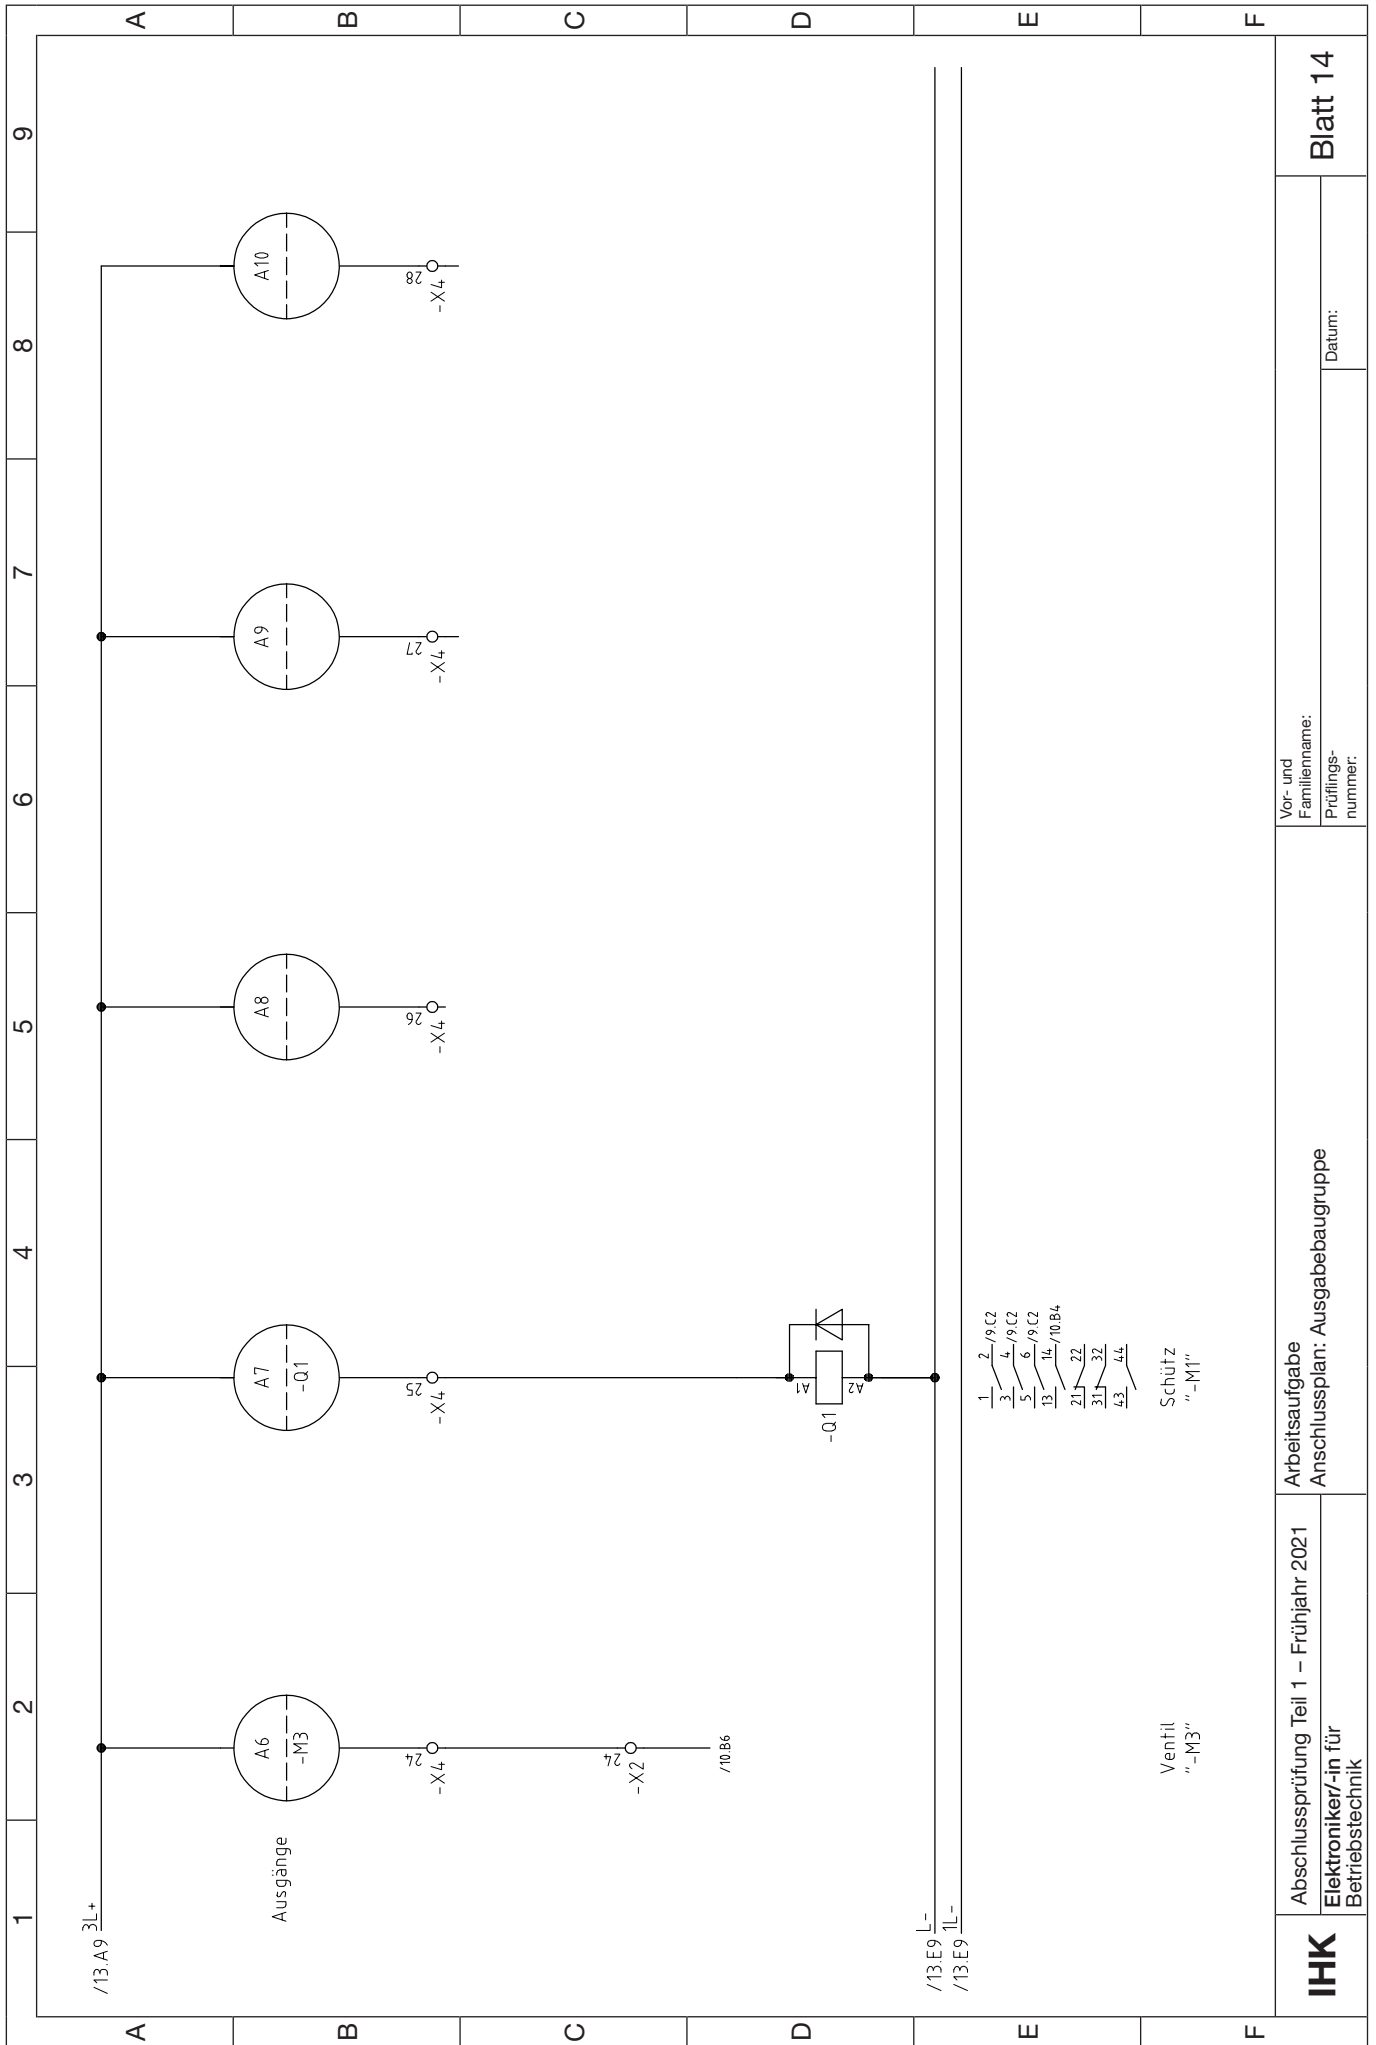 1 2 3 4 5 6 7 8 9
A A
B B
C C
D D
E E
F F
/13.A9 3L+
Ausgänge
A6
-M3
A7
-Q1
A8
A9
A10
24
-X4
25
-X4
26
-X4
27
-X4
28
-X4
24
-X2
/10.B6
A1
-Q1
A2
/13.E9 L-
/13.E9 1L-
1 2 /9.C2
3 4 /9.C2
5 6 /9.C2
13 14 /10.B4
21 22
31 32
43 44
Ventil
"-M3"
Schütz
"-M1"
IHK
Abschlussprüfung Teil 1 – Frühjahr 2021
Elektroniker/-in für
Betriebstechnik
Arbeitsaufgabe
Anschlussplan: Ausgabebaugruppe
Vor- und
Familienname:
Prüflings-
nummer:
Datum:
Blatt 14